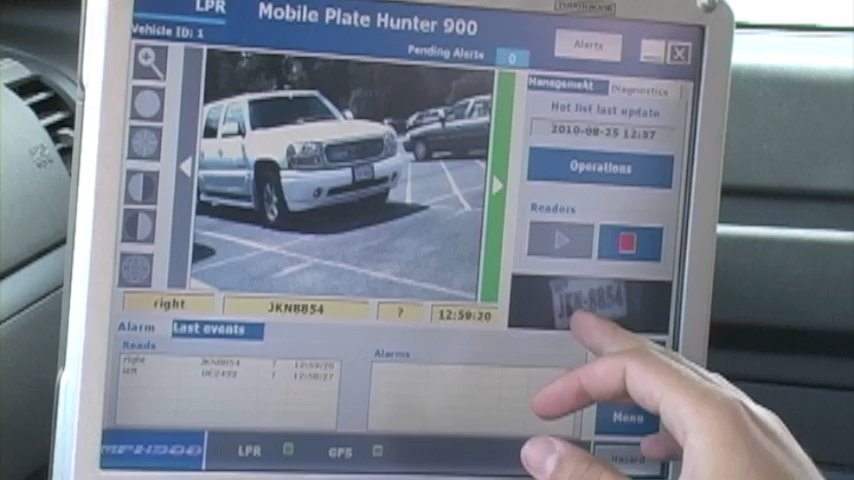 LPR
Mobile Plate Hunter 900
Vehicle ID: 1
Pending Alerts 0
Alerts
Management Diagnostics
Hot list last update
2010-08-25 12:37
Operations
Readers
JKN-8854
right JKN8854 ? 12:59:20
Alarm Last events
Reads Alarms
right JKN8854 ? 12:59:20
left
Menu
Hazard
MPH900 LPR GPS